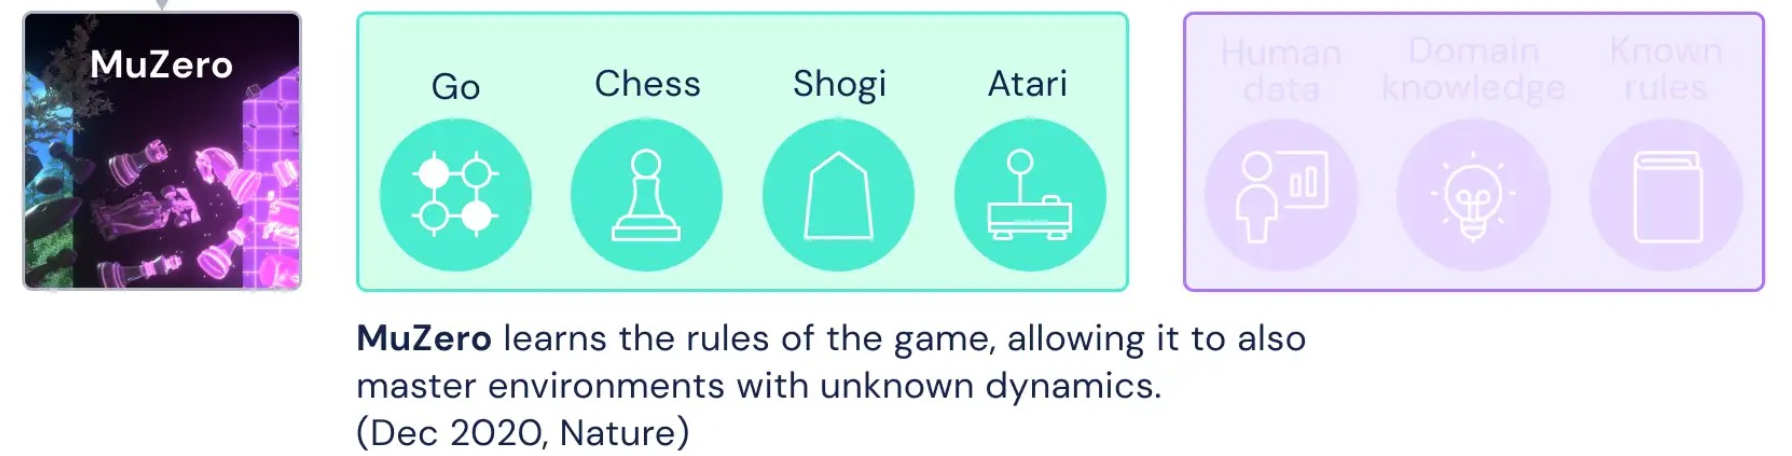 MuZero
Go
Chess
Shogi
Atari
Human
data
Domain
knowledge
Known
rules
MuZero learns the rules of the game, allowing it to also
master environments with unknown dynamics.
(Dec 2020, Nature)